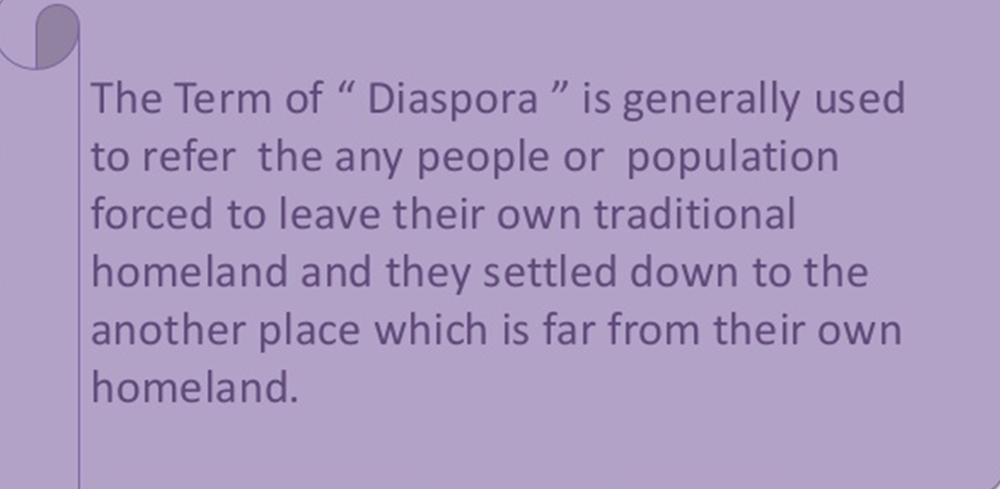 The Term of “ Diaspora ” is generally used
to refer  the any people or  population
forced to leave their own traditional
homeland and they settled down to the
another place which is far from their own
homeland.